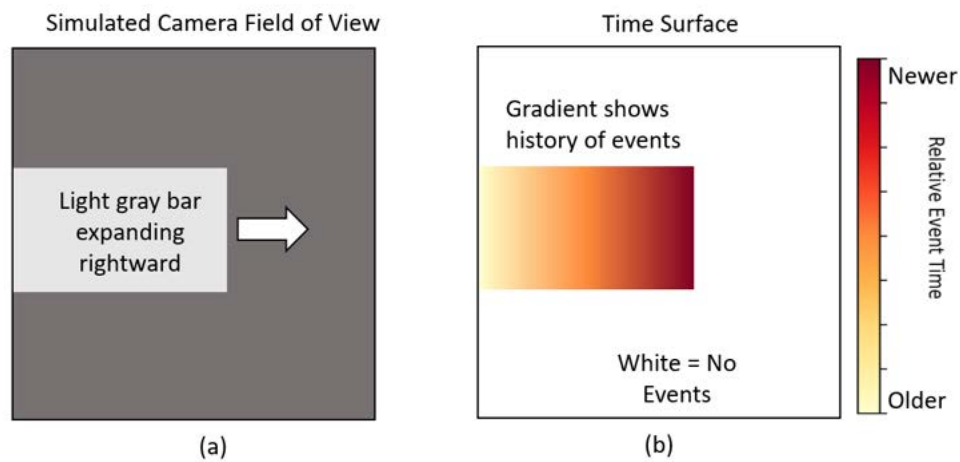 Simulated Camera Field of View
Light gray bar
expanding
rightward
(a)
Time Surface
Gradient shows
history of events
White = No
Events
(b)
Newer
Relative Event Time
Older